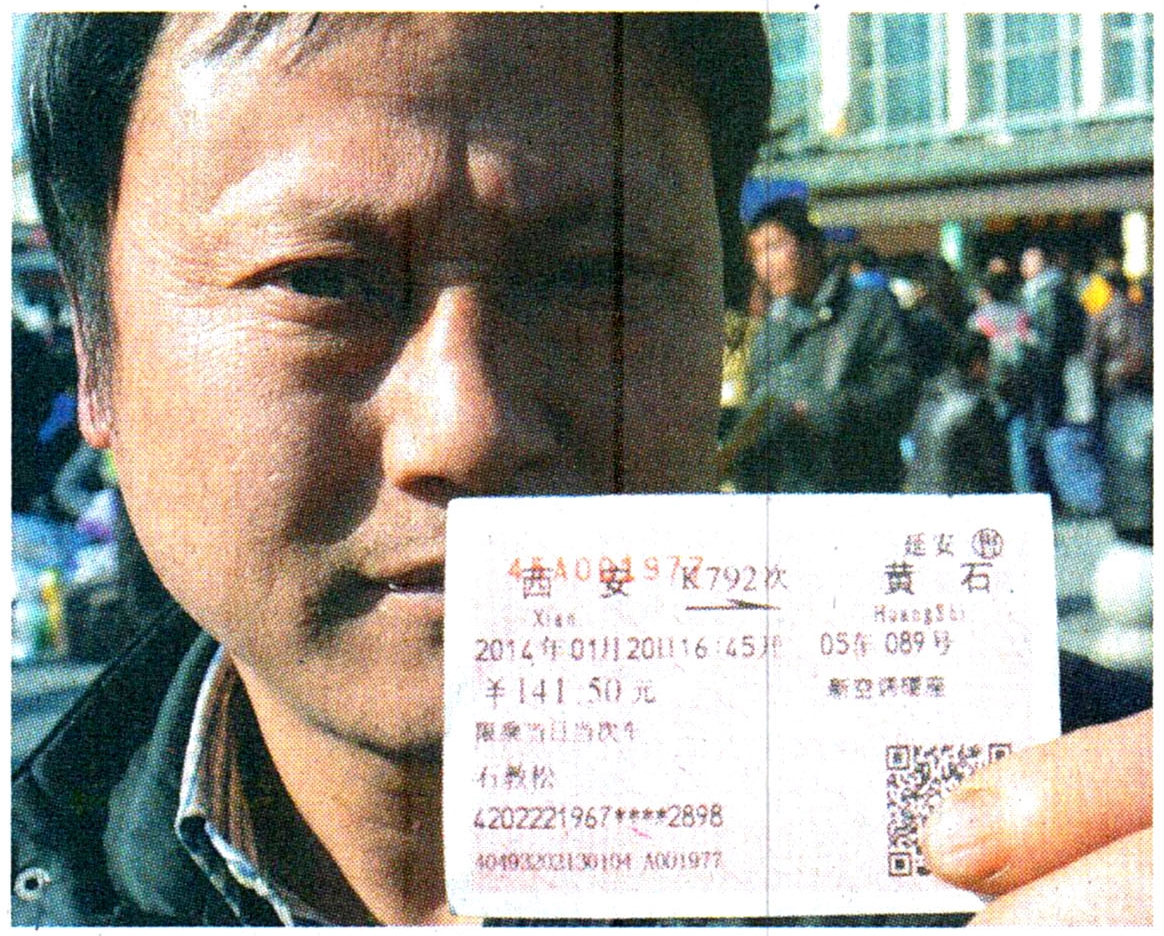 延安 售
45A001977
西 安 K792次 黄 石
Xian HuangShi
2014年01月20日16:45开 05车 089号
￥141.50元 新空调硬座
限乘当日当次车
石教松
4202221967****2898
40493202130104 A001977